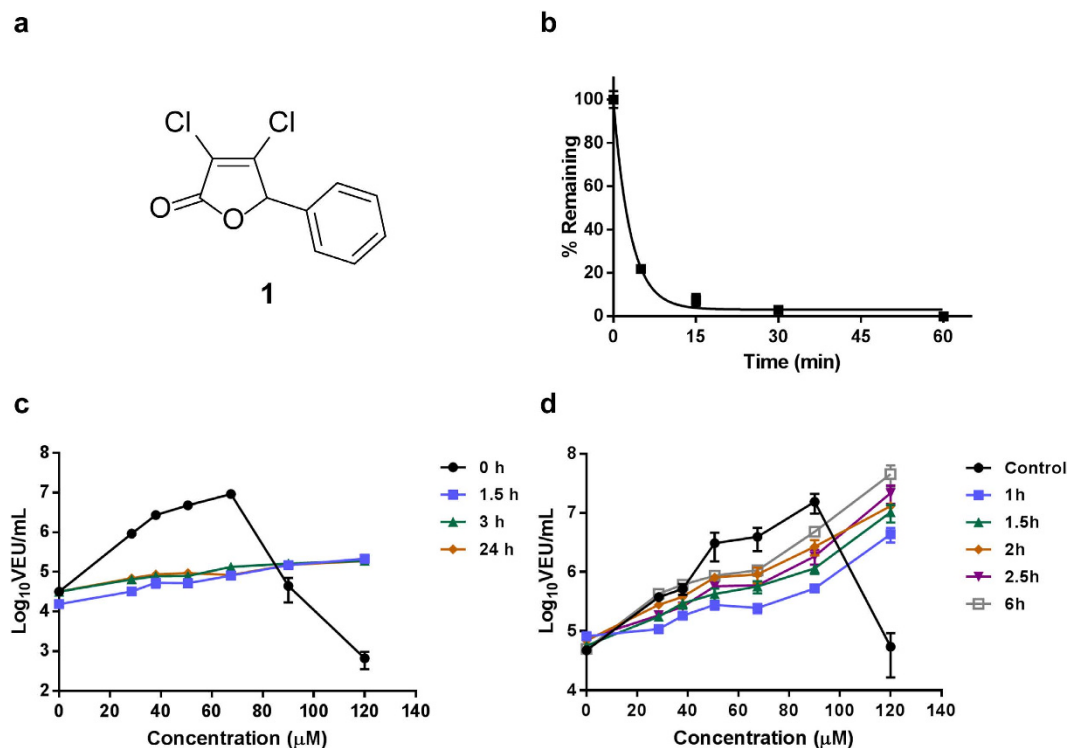 a
Cl
Cl
O
O
1
b
% Remaining
100
80
60
40
20
0
0 15 30 45 60
Time (min)
c
Log₁₀VEU/mL
8
7
6
5
4
3
2
0 20 40 60 80 100 120 140
Concentration (μM)
0 h
1.5 h
3 h
24 h
d
Log₁₀VEU/mL
8
7
6
5
4
0 20 40 60 80 100 120 140
Concentration (μM)
Control
1h
1.5h
2h
2.5h
6h